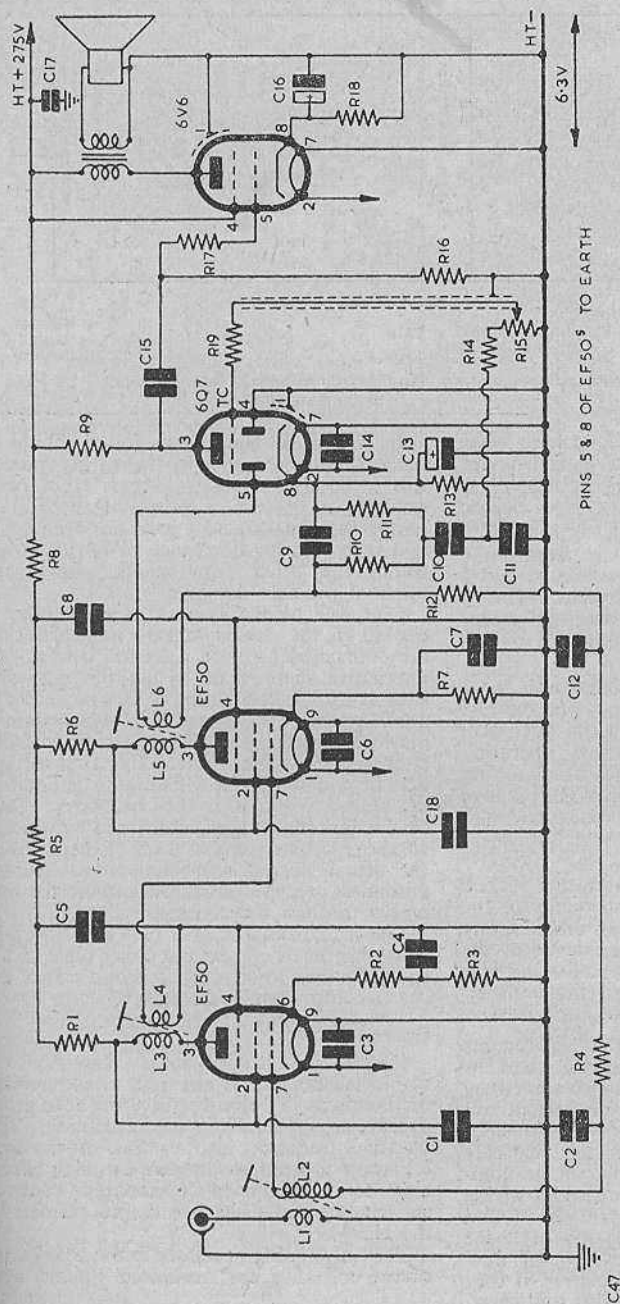 HT+275V
R1
R5
R6
R8
R9
C17
C5
C8
C15
L3
L4
EF50
L5
L6
EF50
6Q7
TC
6V6
3
3
3
4
R17
R19
5
4
5
4
1
2
7
4
6
9
1
C3
2
7
4
9
1
C6
5
8
2
7
C14
8
7
2
C16
R18
L1
L2
R2
C4
R3
C9
R10
R11
C13
R13
R14
R15
R16
C1
C18
R7
C7
C10
C11
R12
HT-
C2
C12
R4
6·3V
PINS 5 & 8 OF EF50S TO EARTH
C47